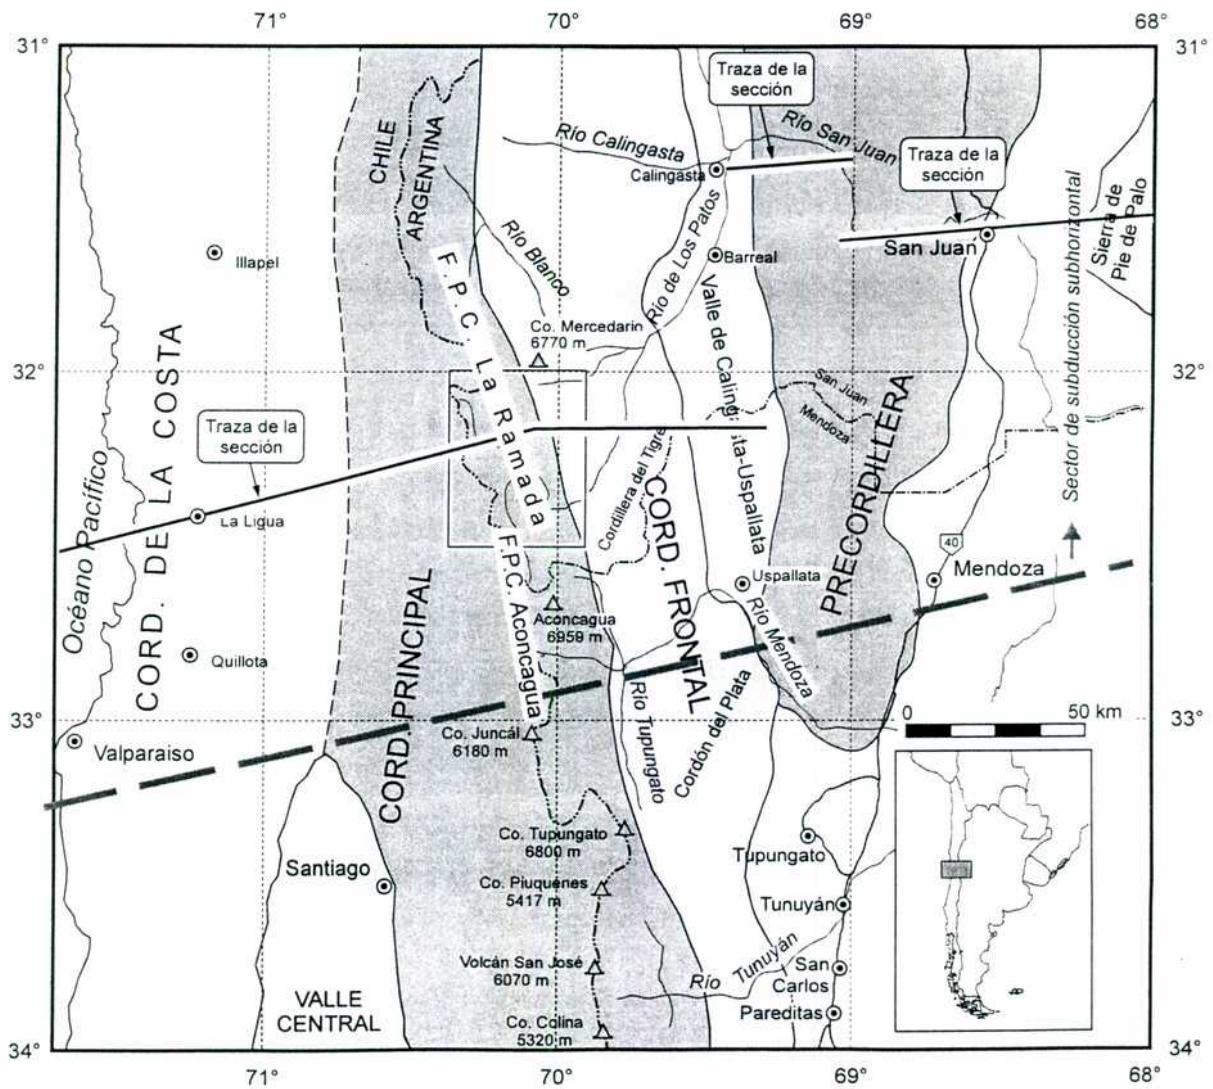 71°
70°
69°
68°
31°
31°
Traza de la
sección
Río San Juan
CHILE
ARGENTINA
Río Calingasta
Calingasta
Traza de la
sección
Sector de subducción subhorizontal
Sierra de
Pie de Palo
San Juan
Illapel
Río Blanco
Río de Los Patos
Barreal
F.P.C. La Ramada
Co. Mercedarin
6770 m
Valle de Calingasta-Uspallata
32°
32°
San Juan
Mendoza
Traza de la
sección
CORD. DE LA COSTA
Océano Pacífico
La Ligua
Cordillera del Tigre
CORD. FRONTAL
PRECORDILLERA
40
Mendoza
Uspallata
F.P.C. Aconcagua
Aconcagua
6959 m
Río Mendoza
CORD. PRINCIPAL
Quillota
Río Tupungato
Cordón del Plata
33°
33°
0
50 km
Valparaiso
Co. Juncál
6180 m
Co. Tupungato
6800 m
Tupungato
Santiago
Co. Piuquenes
5417 m
Tunuyán
Volcán San José
6070 m
Río Tunuyán
San
Carlos
VALLE
CENTRAL
Pareditas
Co. Colina
5320 m
34°
34°
71°
70°
69°
68°